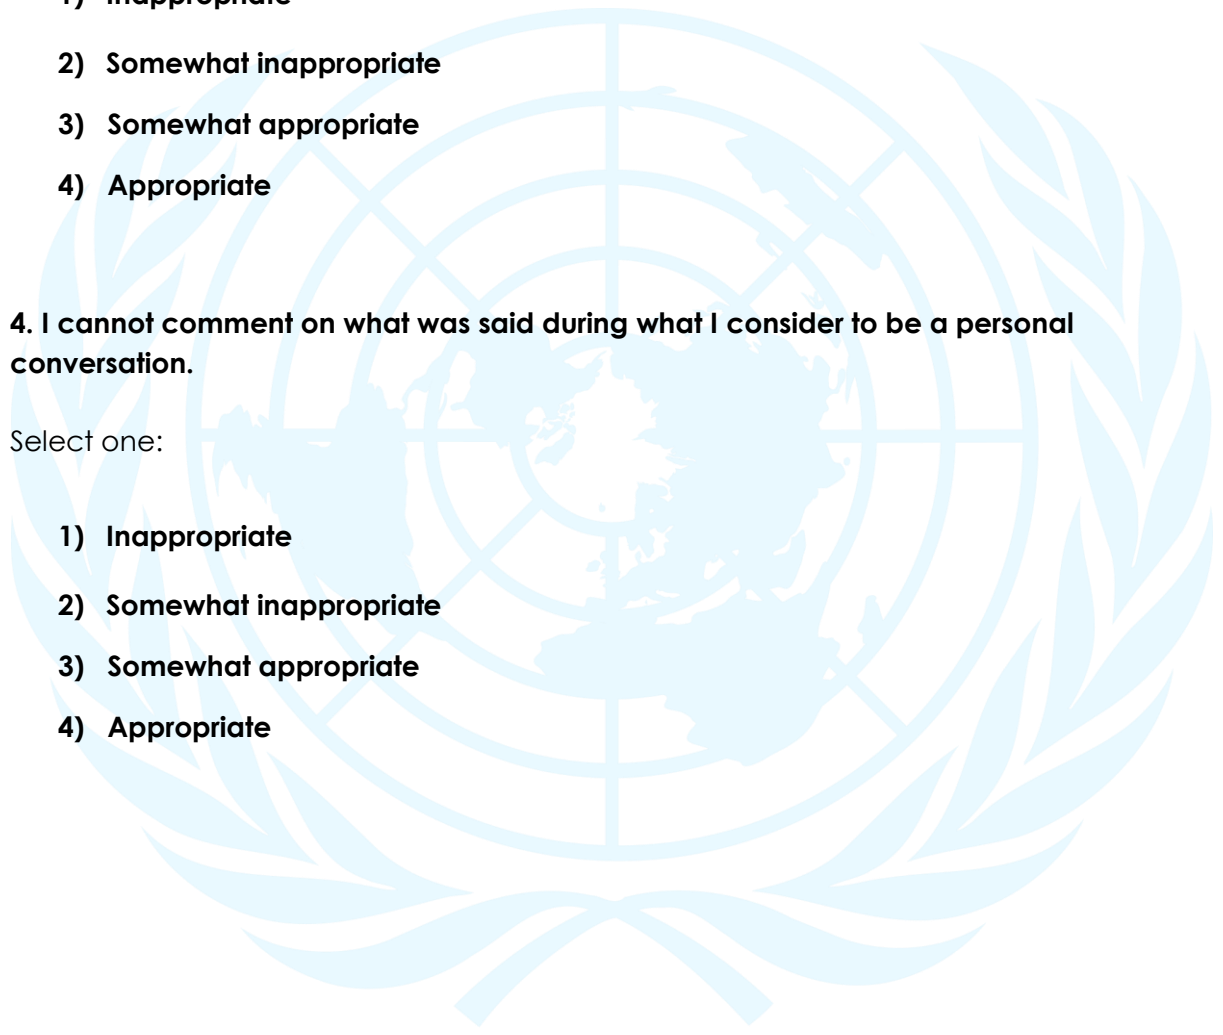 1) Inappropriate
2) Somewhat inappropriate
3) Somewhat appropriate
4) Appropriate
4. I cannot comment on what was said during what I consider to be a personal
conversation.
Select one:
1) Inappropriate
2) Somewhat inappropriate
3) Somewhat appropriate
4) Appropriate